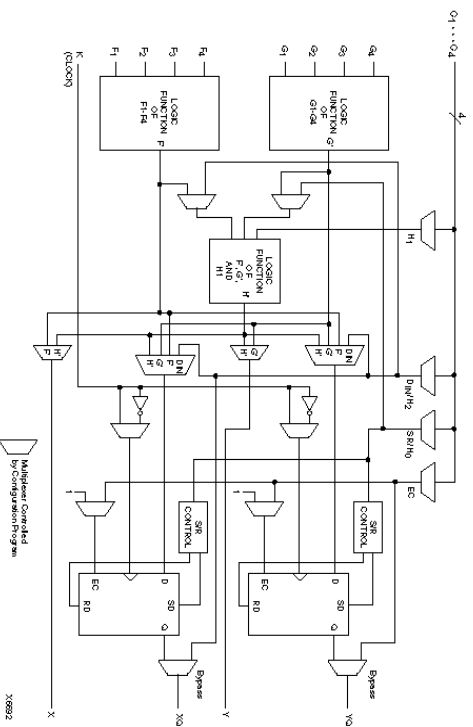 C1 • • • C4
4
H1
DIN/H2
SR/H0
EC
G4
G3
G2
G1
LOGIC
FUNCTION
OF
G1-G4
G'
F4
F3
F2
F1
LOGIC
FUNCTION
OF
F1-F4
F'
K
(CLOCK)
LOGIC
FUNCTION
OF
F', G',
AND
H1
H'
DIN
F'
G'
H'
G'
H'
DIN
F'
G'
H'
H'
F'
S/R
CONTROL
1
SD
D
Q
EC
RD
Bypass
YQ
Y
S/R
CONTROL
1
SD
D
Q
EC
RD
Bypass
XQ
X
Multiplexer Controlled
by Configuration Program
X6692